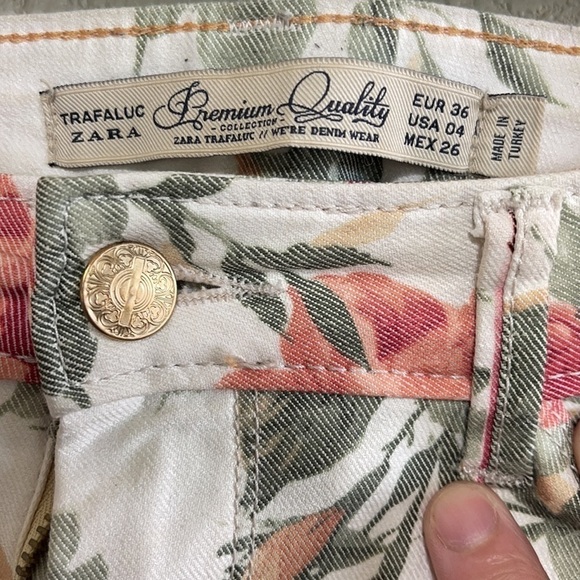 TRAFALUC
ZARA
Premium Quality
- COLLECTION -
ZARA TRAFALUC // WE'RE DENIM WEAR
EUR 36
USA 04
MEX 26
MADE IN
TURKEY